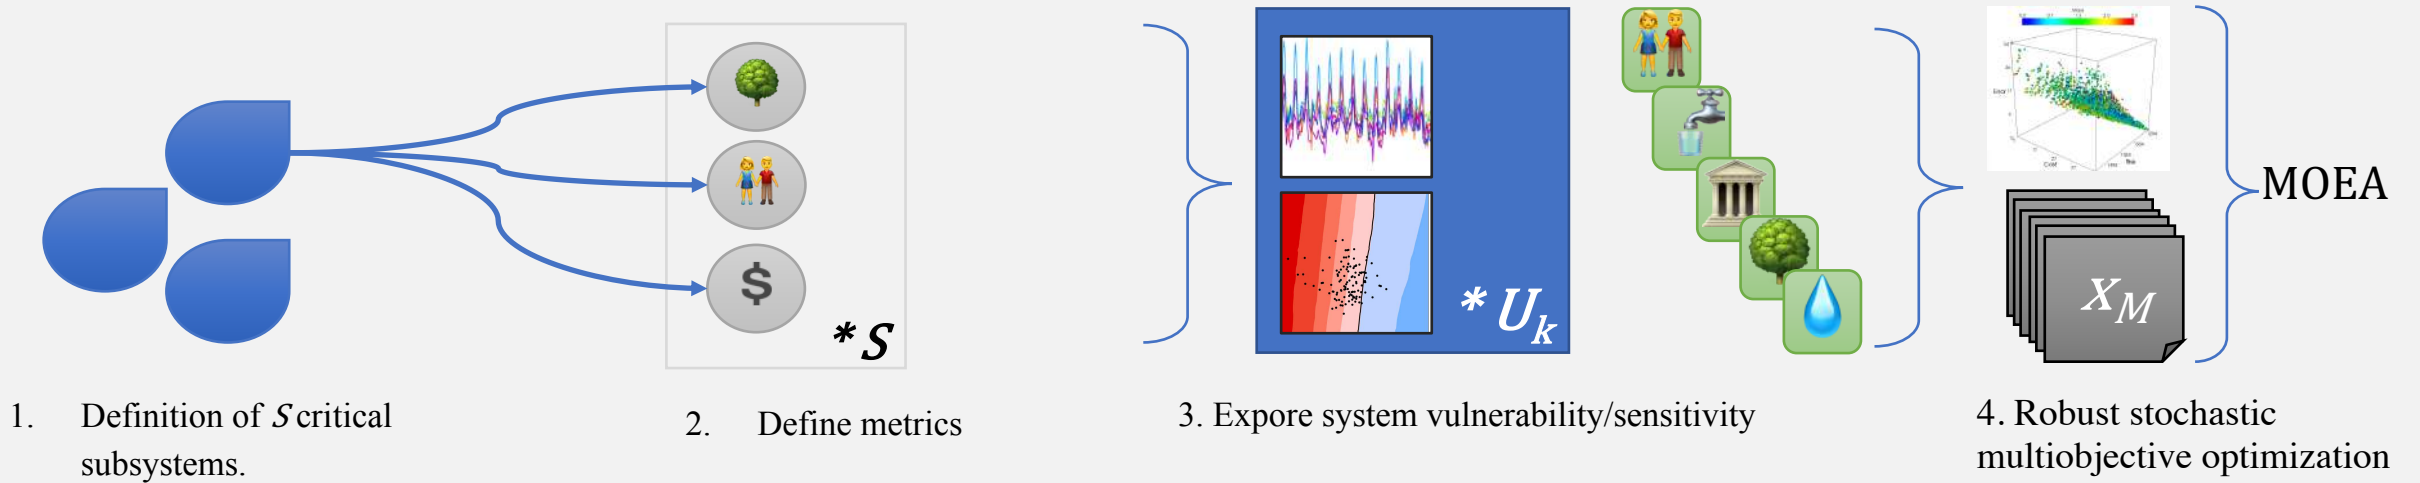 $
* S
* U_k
Cost
X_M
MOEA
1. Definition of S critical
subsystems.
2. Define metrics
3. Expore system vulnerability/sensitivity
4. Robust stochastic
multiobjective optimization